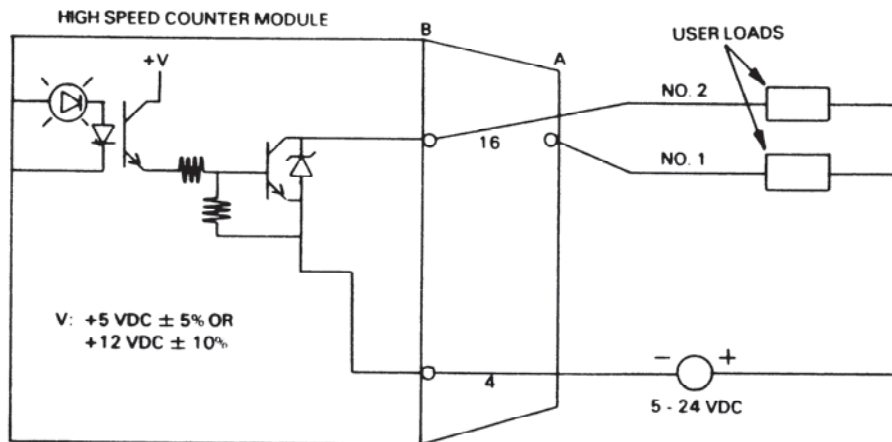 HIGH SPEED COUNTER MODULE
B
A
USER LOADS
+V
NO. 2
16
NO. 1
V: +5 VDC ± 5% OR
+12 VDC ± 10%
4
− +
5 - 24 VDC